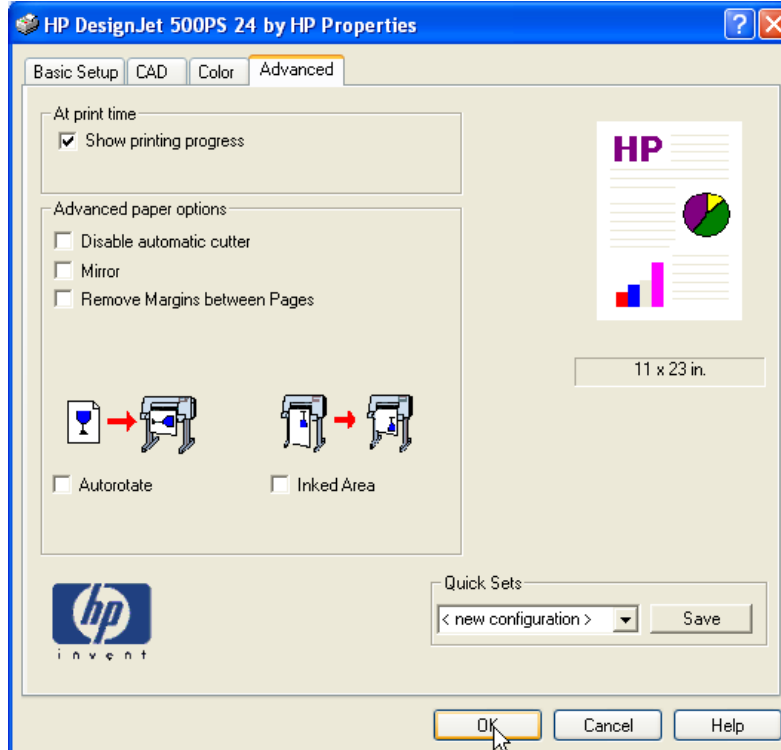 HP DesignJet 500PS 24 by HP Properties
Basic Setup CAD Color Advanced
At print time
Show printing progress
HP
Advanced paper options
Disable automatic cutter
Mirror
Remove Margins between Pages
11 x 23 in.
Autorotate Inked Area
hp
invent
Quick Sets
< new configuration > Save
OK Cancel Help